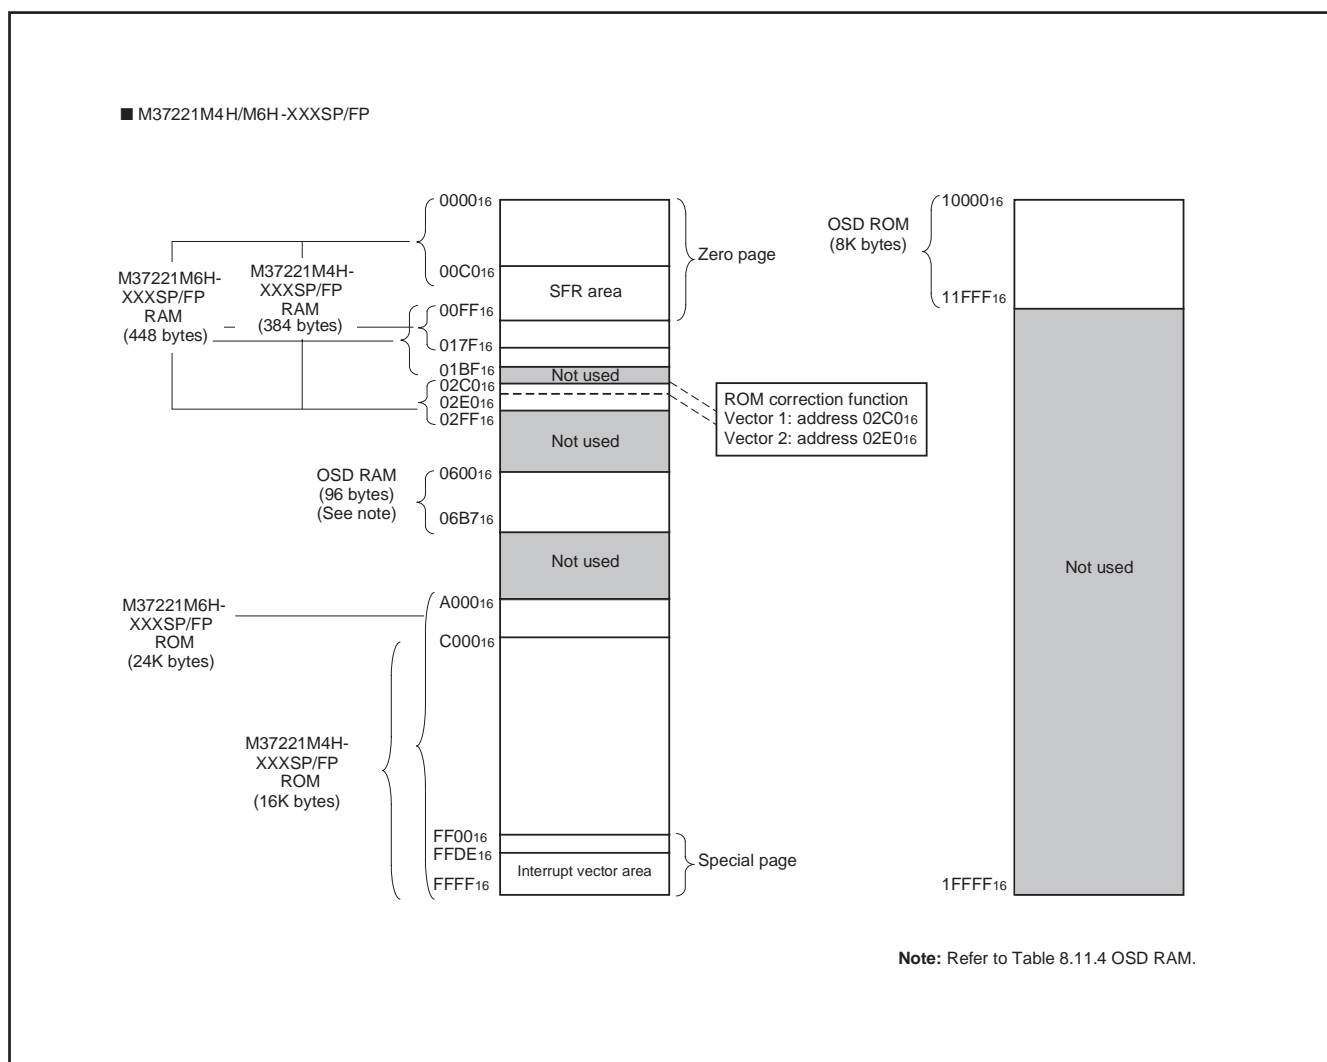 ■ M37221M4H/M6H-XXXSP/FP
M37221M6H-
XXXSP/FP
RAM
(448 bytes)
M37221M4H-
XXXSP/FP
RAM
(384 bytes)
0000₁₆
00C0₁₆
00FF₁₆
017F₁₆
01BF₁₆
02C0₁₆
02E0₁₆
02FF₁₆
SFR area
Zero page
Not used
ROM correction function
Vector 1: address 02C0₁₆
Vector 2: address 02E0₁₆
Not used
OSD RAM
(96 bytes)
(See note)
0600₁₆
06B7₁₆
Not used
M37221M6H-
XXXSP/FP
ROM
(24K bytes)
A000₁₆
C000₁₆
M37221M4H-
XXXSP/FP
ROM
(16K bytes)
FF00₁₆
FFDE₁₆
FFFF₁₆
Interrupt vector area
Special page
OSD ROM
(8K bytes)
10000₁₆
11FFF₁₆
Not used
1FFFF₁₆
Note: Refer to Table 8.11.4 OSD RAM.